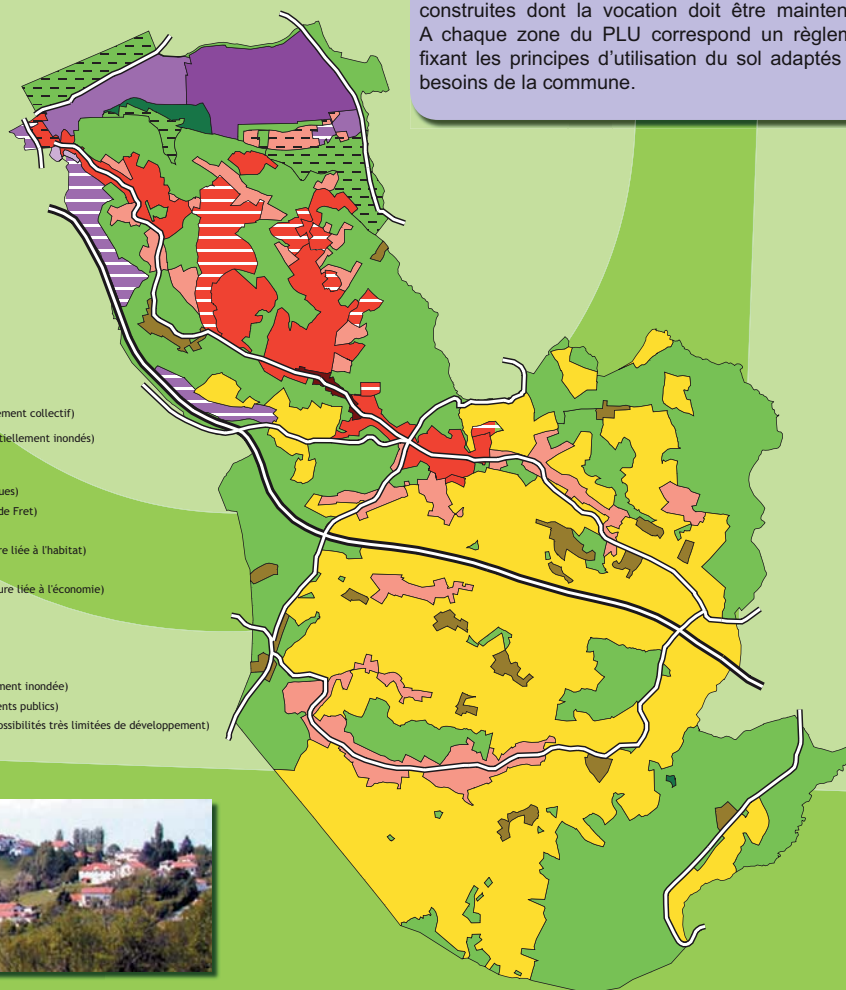 construites dont la vocation doit être mainten
A chaque zone du PLU correspond un règlem
fixant les principes d'utilisation du sol adaptés
besoins de la commune.
ement collectif)
tiellement inondés)
ues)
de Fret)
re liée à l'habitat)
ure liée à l'économie)
ment inondée)
ents publics)
ossibilités très limitées de développement)